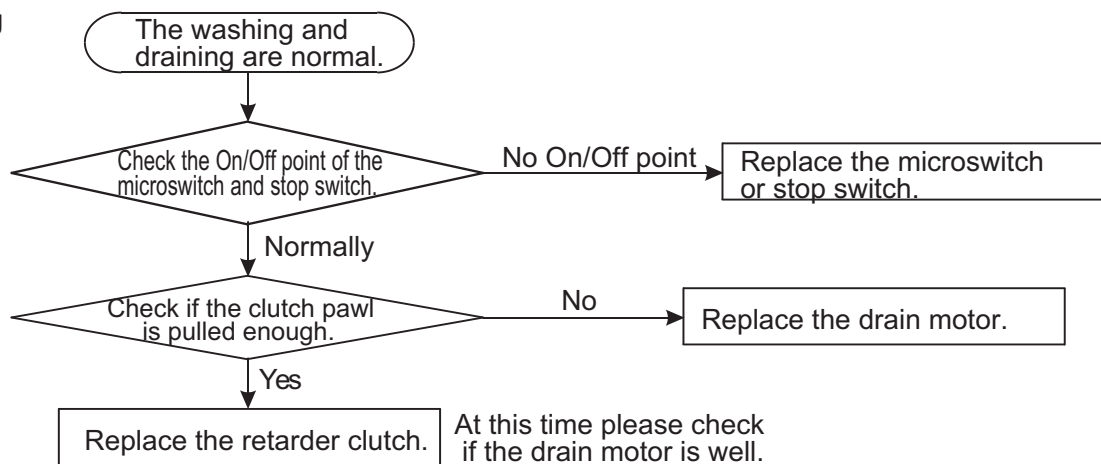 The washing and
draining are normal.
Check the On/Off point of the
microswitch and stop switch.
No On/Off point
Replace the microswitch
or stop switch.
Normally
Check if the clutch pawl
is pulled enough.
No
Replace the drain motor.
Yes
Replace the retarder clutch.
At this time please check
if the drain motor is well.